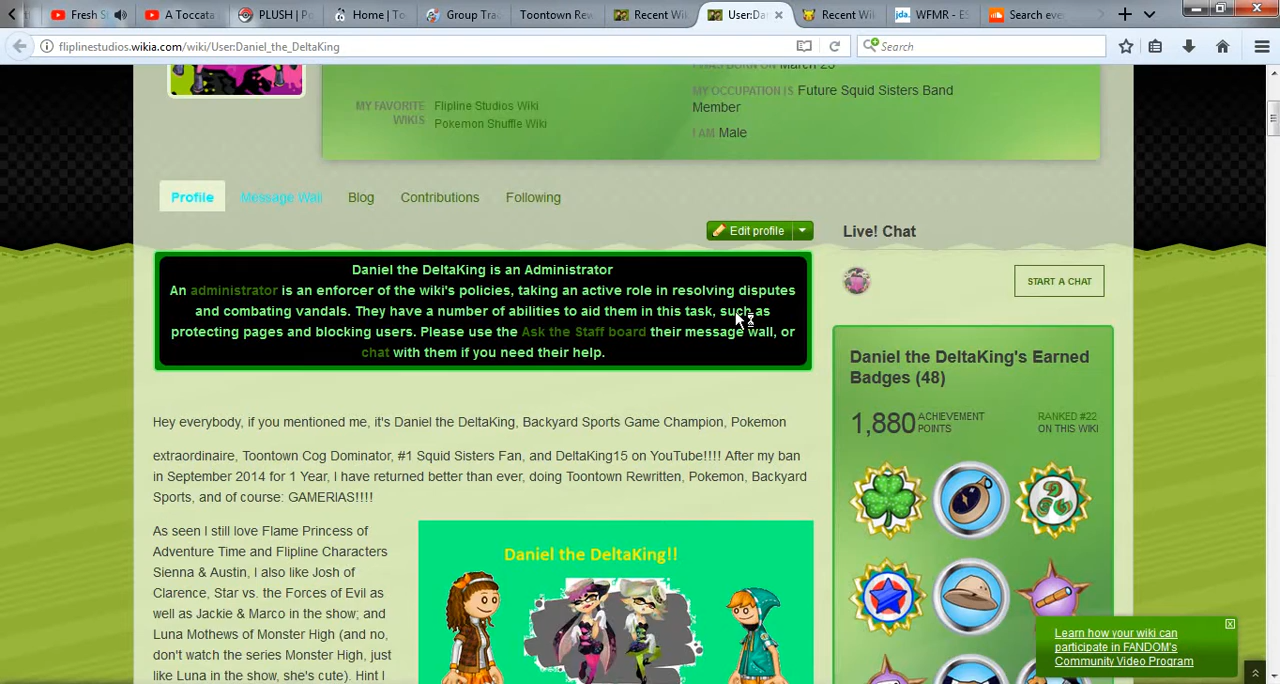 Fresh S
A Toccata
PLUSH | P
Home | To
Group Tra
Toontown Rew
Recent Wi
User:Da
Recent Wi
WFMR - ES
Search eve
fliplinestudios.wikia.com/wiki/User:Daniel_the_DeltaKing
Search
I WAS BORN ON March 25
MY OCCUPATION IS Future Squid Sisters Band
Member
I AM Male
MY FAVORITE
WIKIS
Flipline Studios Wiki
Pokemon Shuffle Wiki
Profile Message Wall Blog Contributions Following
Edit profile
Live! Chat
START A CHAT
Daniel the DeltaKing is an Administrator
An administrator is an enforcer of the wiki's policies, taking an active role in resolving disputes
and combating vandals. They have a number of abilities to aid them in this task, such as
protecting pages and blocking users. Please use the Ask the Staff board their message wall, or
chat with them if you need their help.
Daniel the DeltaKing's Earned
Badges (48)
1,880 ACHIEVEMENT
POINTS
RANKED #22
ON THIS WIKI
Hey everybody, if you mentioned me, it's Daniel the DeltaKing, Backyard Sports Game Champion, Pokemon
extraordinaire, Toontown Cog Dominator, #1 Squid Sisters Fan, and DeltaKing15 on YouTube!!!! After my ban
in September 2014 for 1 Year, I have returned better than ever, doing Toontown Rewritten, Pokemon, Backyard
Sports, and of course: GAMERIAS!!!!
As seen I still love Flame Princess of
Adventure Time and Flipline Characters
Sienna & Austin, I also like Josh of
Clarence, Star vs. the Forces of Evil as
well as Jackie & Marco in the show; and
Luna Mothews of Monster High (and no,
don't watch the series Monster High, just
like Luna in the show, she's cute). Hint I
Daniel the DeltaKing!!
Learn how your wiki can
participate in FANDOM's
Community Video Program